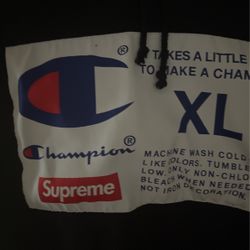 IT TAKES A LITTLE
TO MAKE A CHAM
XL
Champion
Supreme
MACHINE WASH COLD
LIKE COLORS. TUMBLE
LOW. ONLY NON-CHLO
BLEACH WHEN NEEDED
NOT IRON DECORATION.